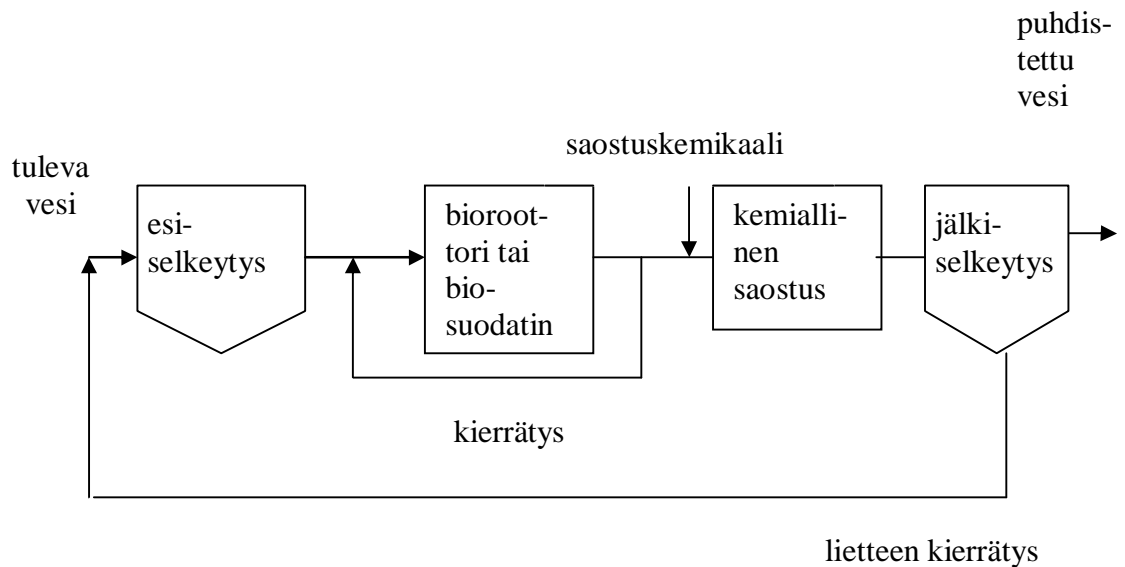 puhdis-
tettu
vesi
saostuskemikaali
tuleva
vesi
esi-
selkeytys
bioroot-
tori tai
bio-
suodatin
kemialli-
nen
saostus
jälki-
selkeytys
kierrätys
lietteen kierrätys